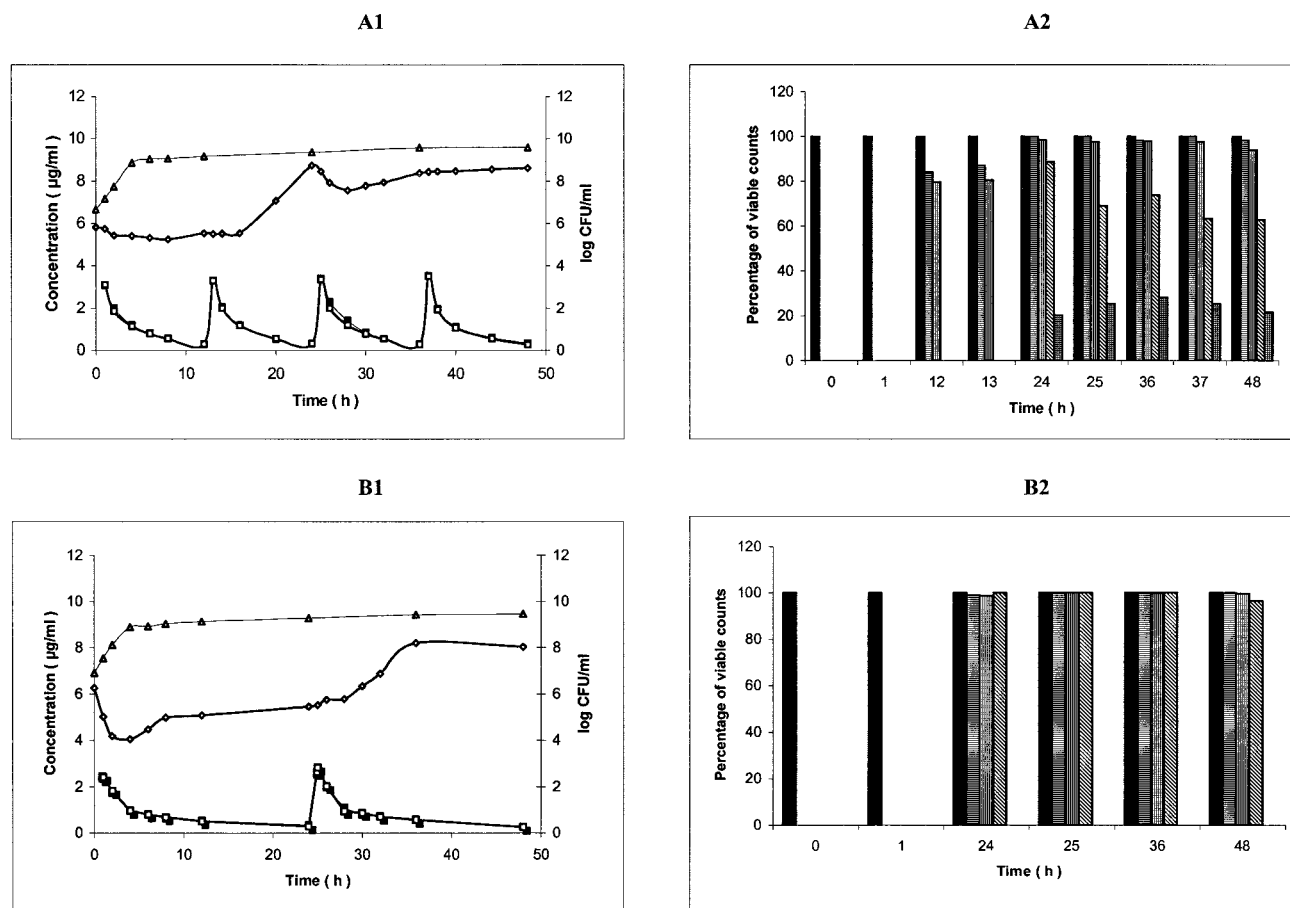 A1
A2
12
10
8
6
4
2
0
Concentration ( µg/ml )
12
10
8
6
4
2
0
log CFU/ml
0 10 20 30 40 50
Time ( h )
120
100
80
60
40
20
0
Percentage of viable counts
0 1 12 13 24 25 36 37 48
Time ( h )
B1
B2
12
10
8
6
4
2
0
Concentration ( µg/ml )
12
10
8
6
4
2
0
log CFU/ml
0 10 20 30 40 50
Time ( h )
120
100
80
60
40
20
0
Percentage of viable counts
0 1 24 25 36 48
Time ( h )